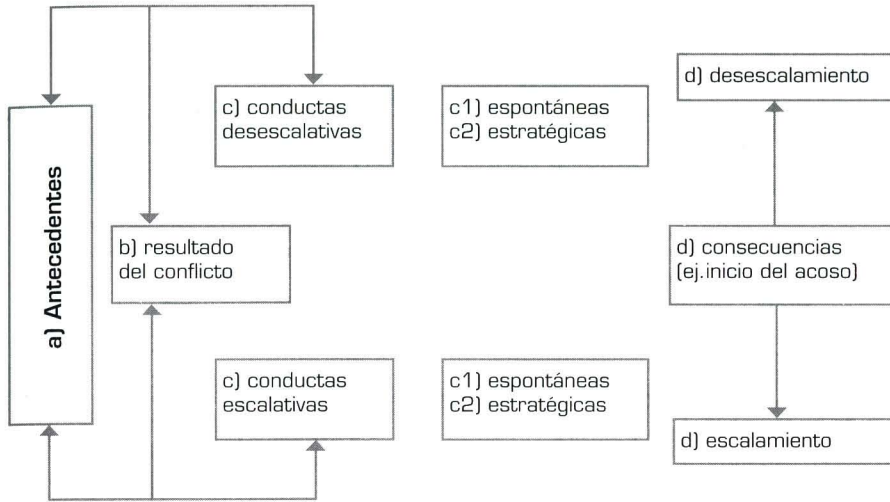 a) Antecedentes
b) resultado
del conflicto
c) conductas
desescalativas
c1) espontáneas
c2) estratégicas
d) desescalamiento
d) consecuencias
(ej.inicio del acoso)
c) conductas
escalativas
c1) espontáneas
c2) estratégicas
d) escalamiento